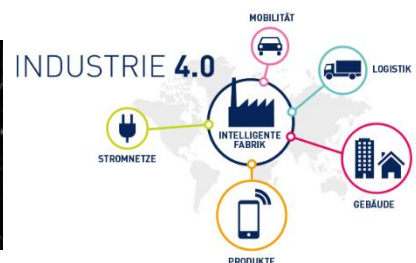 MOBILITÄT
INDUSTRIE 4.0
LOGISTIK
INTELLIGENTE
FABRIK
STROMNETZE
GEBÄUDE
PRODUKTE